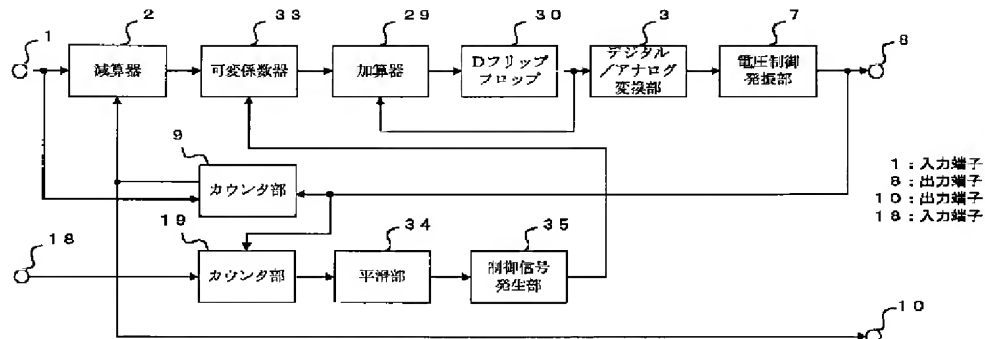 1
2
減算器
33
可変係数器
29
加算器
30
Dフリップ
フロップ
3
デジタル
/アナログ
変換部
7
電圧制御
発振部
8
9
カウンタ部
1:入力端子
8:出力端子
10:出力端子
18:入力端子
18
19
カウンタ部
34
平滑部
35
制御信号
発生部
10